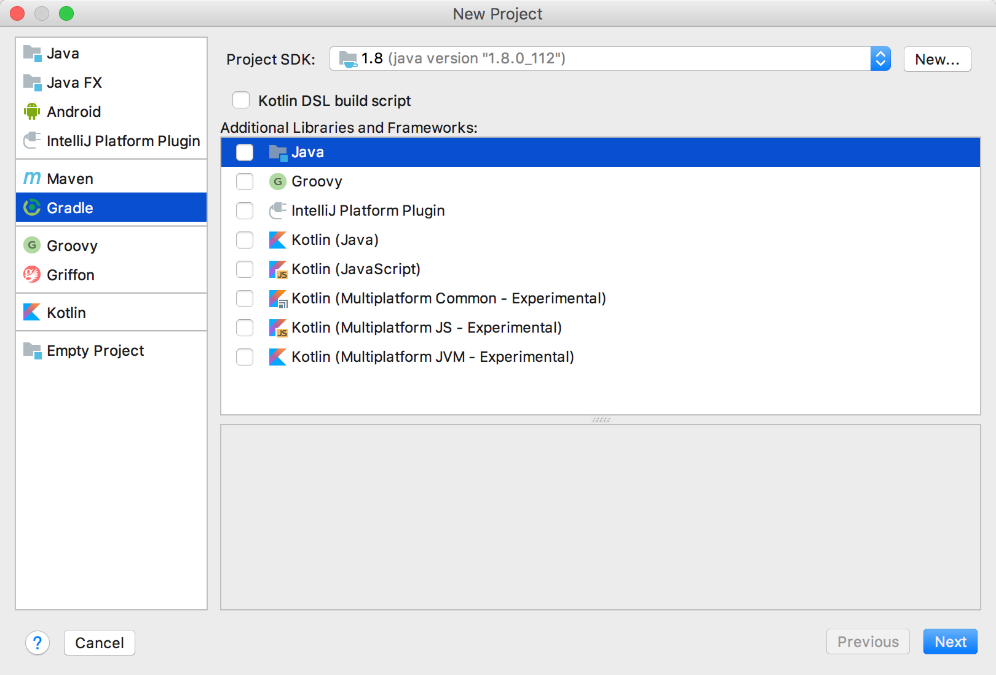 New Project
Java
Java FX
Android
IntelliJ Platform Plugin
Maven
Gradle
Groovy
Griffon
Kotlin
Empty Project
Project SDK: 1.8 (java version "1.8.0_112") New...
Kotlin DSL build script
Additional Libraries and Frameworks:
Java
Groovy
IntelliJ Platform Plugin
Kotlin (Java)
Kotlin (JavaScript)
Kotlin (Multiplatform Common - Experimental)
Kotlin (Multiplatform JS - Experimental)
Kotlin (Multiplatform JVM - Experimental)
? Cancel Previous Next